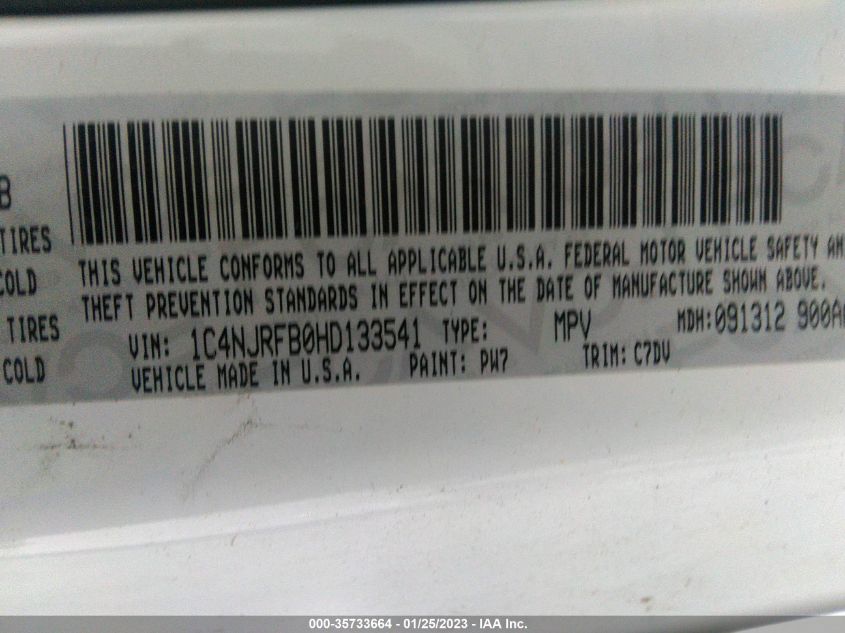 B
TIRES
COLD
TIRES
COLD
THIS VEHICLE CONFORMS TO ALL APPLICABLE U.S.A. FEDERAL MOTOR VEHICLE SAFETY AN
THEFT PREVENTION STANDARDS IN EFFECT ON THE DATE OF MANUFACTURE SHOWN ABOVE.
VIN: 1C4NJRFB0HD133541 TYPE: MPV MDH:091312 900A
VEHICLE MADE IN U.S.A. PAINT: PW7 TRIM: C7DV
000-35733664 - 01/25/2023 - IAA Inc.